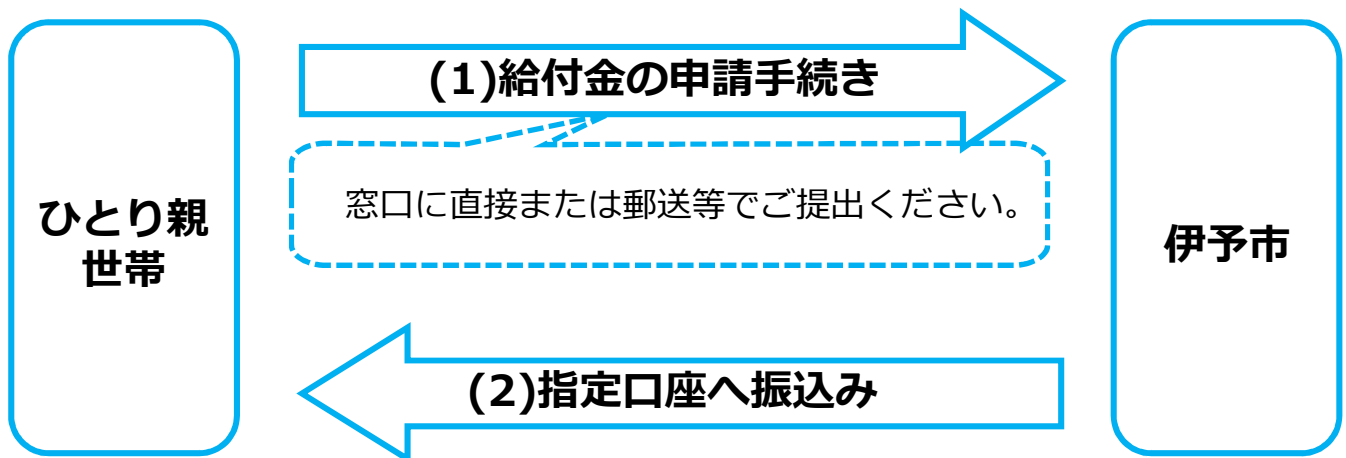 (1)給付金の申請手続き
窓口に直接または郵送等でご提出ください。
ひとり親
世帯
伊予市
(2)指定口座へ振込み